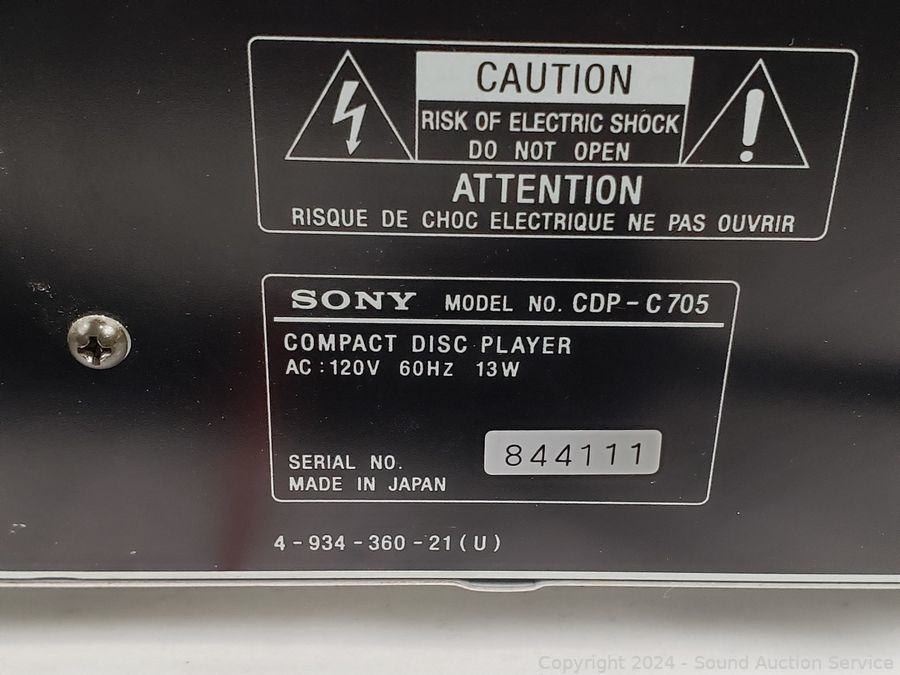 CAUTION
RISK OF ELECTRIC SHOCK
DO NOT OPEN
ATTENTION
RISQUE DE CHOC ELECTRIQUE NE PAS OUVRIR
SONY MODEL NO. CDP-C705
COMPACT DISC PLAYER
AC:120V 60HZ 13W
SERIAL NO. 844111
MADE IN JAPAN
4-934-360-21(U)
Copyright 2024 - Sound Auction Service